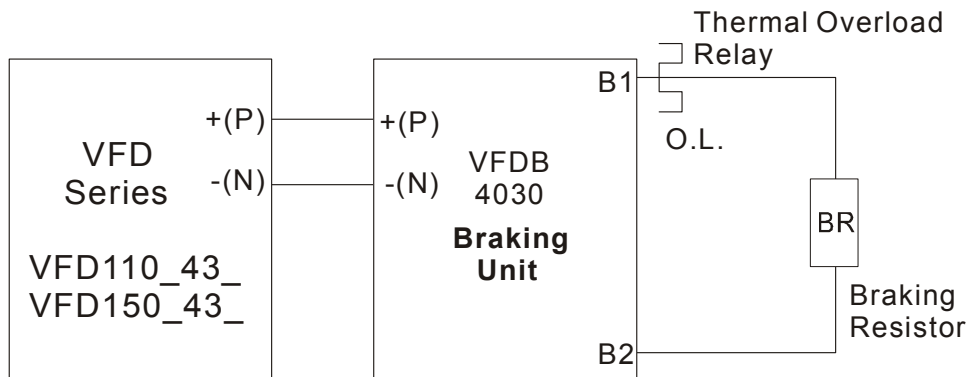 Thermal Overload
Relay
B1
+(P)
+(P)
O.L.
VFD
Series
-(N)
-(N)
VFDB
4030
Braking
Unit
BR
VFD110_43_
VFD150_43_
Braking
Resistor
B2